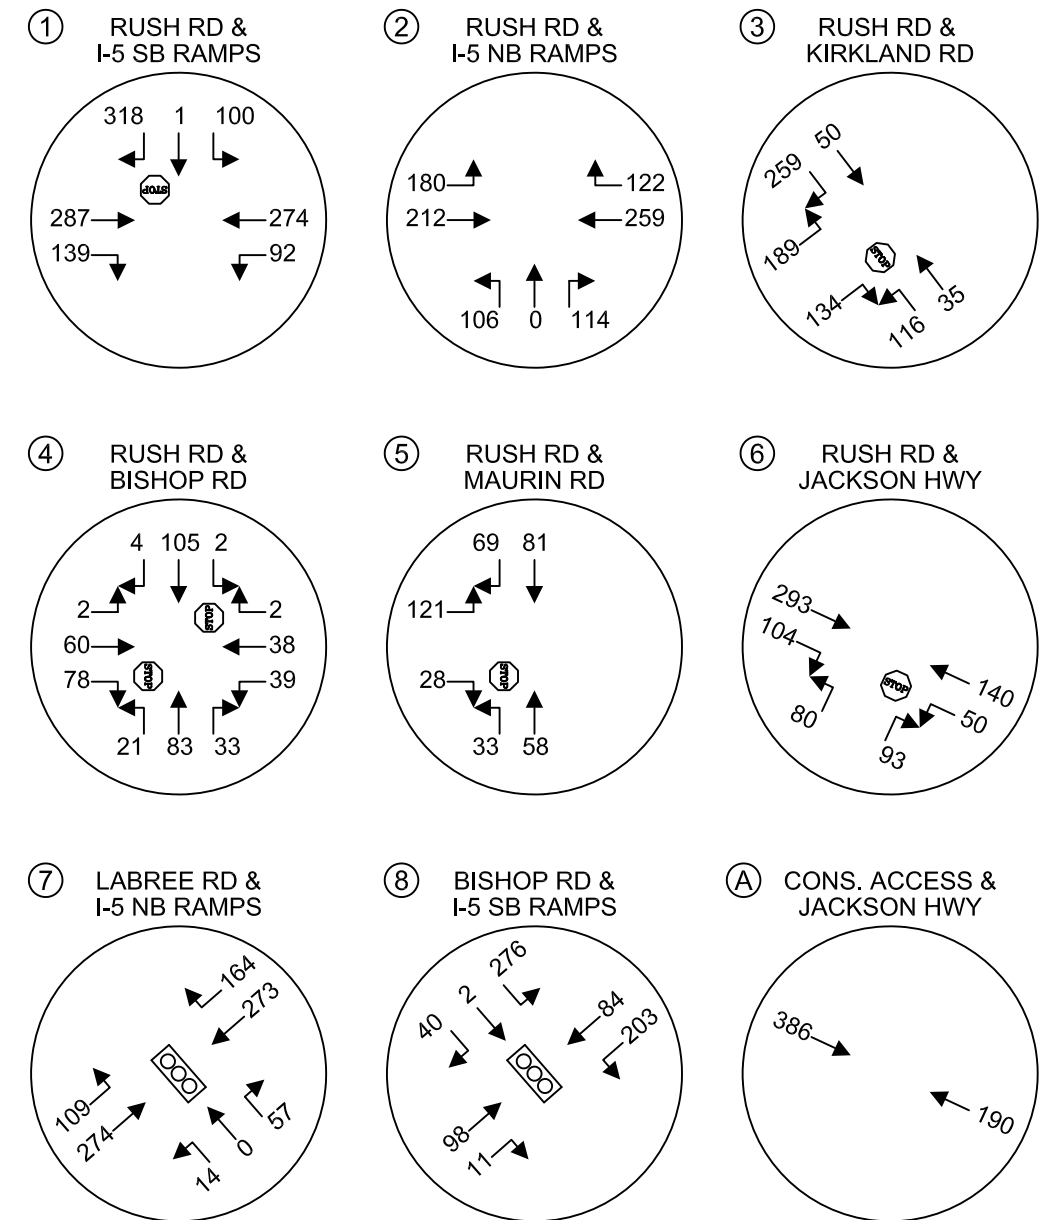 1 RUSH RD &
I-5 SB RAMPS
318 1 100
STOP
287 274
139 92
2 RUSH RD &
I-5 NB RAMPS
180 122
212 259
106 0 114
3 RUSH RD &
KIRKLAND RD
50
259
189
STOP
134
116
35
4 RUSH RD &
BISHOP RD
4 105 2
2 2
STOP
60 38
78 39
STOP
21 83 33
5 RUSH RD &
MAURIN RD
69 81
121
28
STOP
33 58
6 RUSH RD &
JACKSON HWY
293
104
80
STOP
140
50
93
7 LABREE RD &
I-5 NB RAMPS
164
273
109
274
57
0
14
8 BISHOP RD &
I-5 SB RAMPS
276
2
40
84
203
98
11
A CONS. ACCESS &
JACKSON HWY
386
190